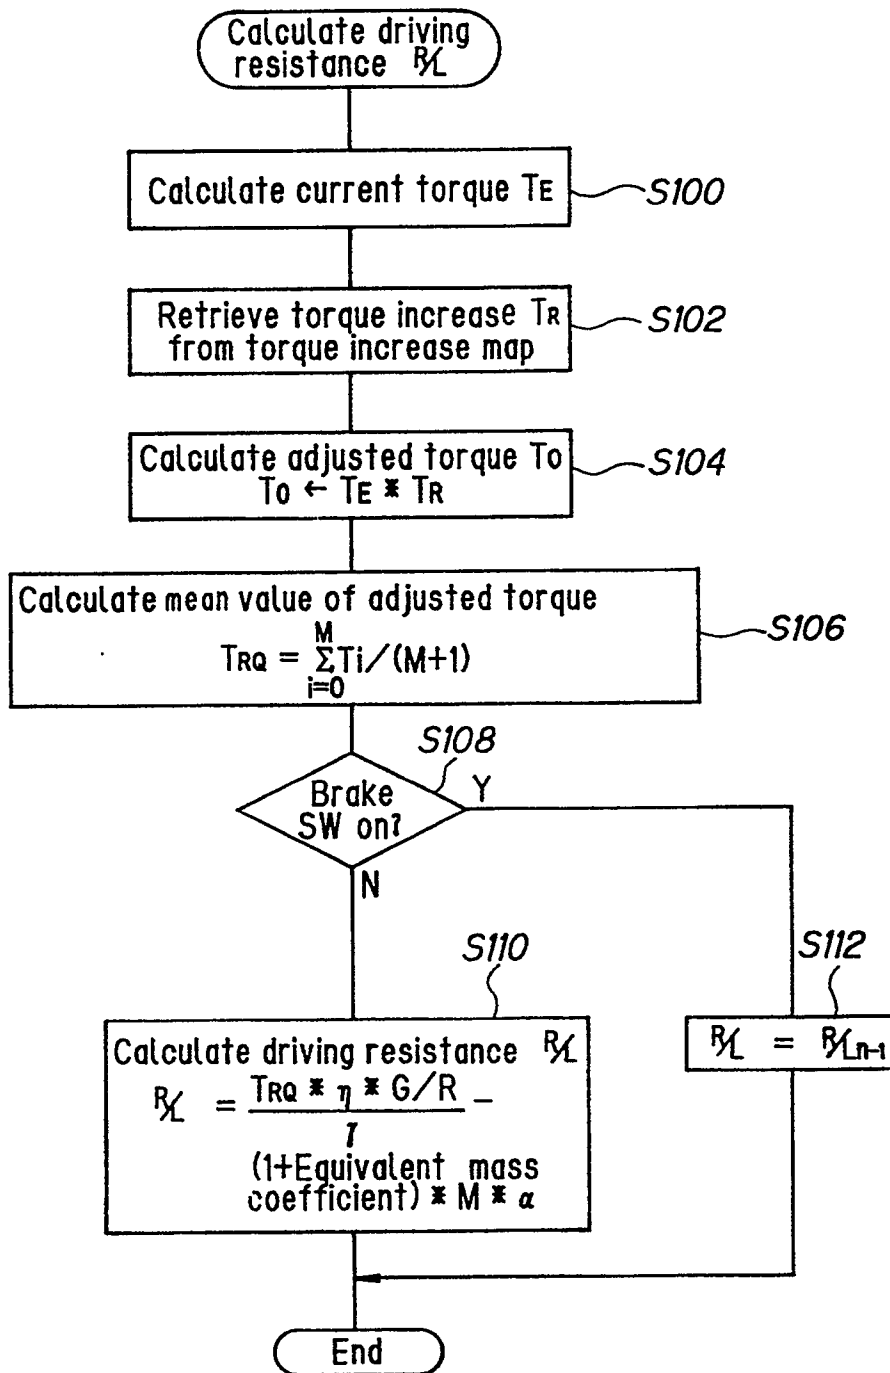 Calculate driving
resistance R/L
Calculate current torque TE
S100
Retrieve torque increase TR
from torque increase map
S102
Calculate adjusted torque To
To ← TE * TR
S104
Calculate mean value of adjusted torque
TRQ = M Σ i=0 Ti/(M+1)
S106
S108
Brake
SW on?
Y
N
S110
Calculate driving resistance R/L
R/L = TRQ * η * G/R –
γ
(1+Equivalent mass
coefficient) * M * α
S112
R/L = R/Ln-1
End